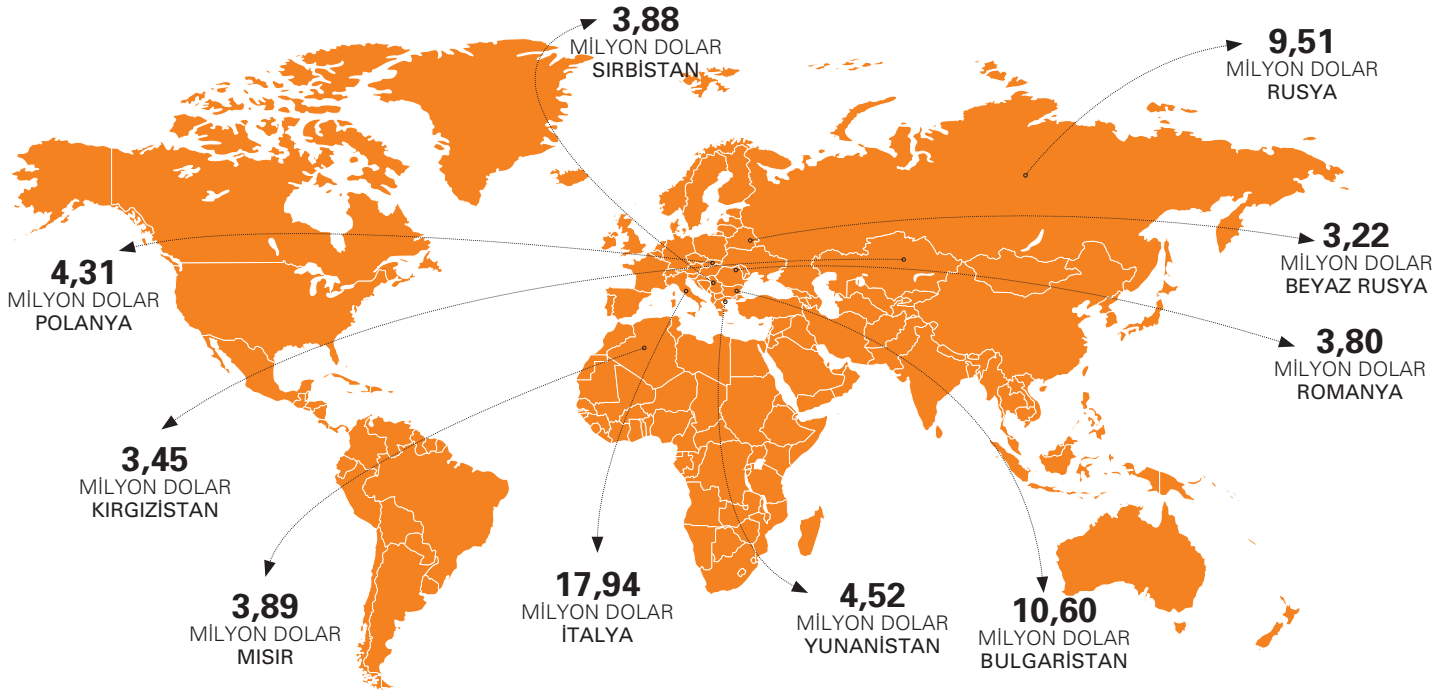 3,88
MİLYON DOLAR
SIRBİSTAN
9,51
MİLYON DOLAR
RUSYA
4,31
MİLYON DOLAR
POLANYA
3,22
MİLYON DOLAR
BEYAZ RUSYA
3,80
MİLYON DOLAR
ROMANYA
3,45
MİLYON DOLAR
KIRGIZİSTAN
3,89
MİLYON DOLAR
MISIR
17,94
MİLYON DOLAR
İTALYA
4,52
MİLYON DOLAR
YUNANİSTAN
10,60
MİLYON DOLAR
BULGARİSTAN